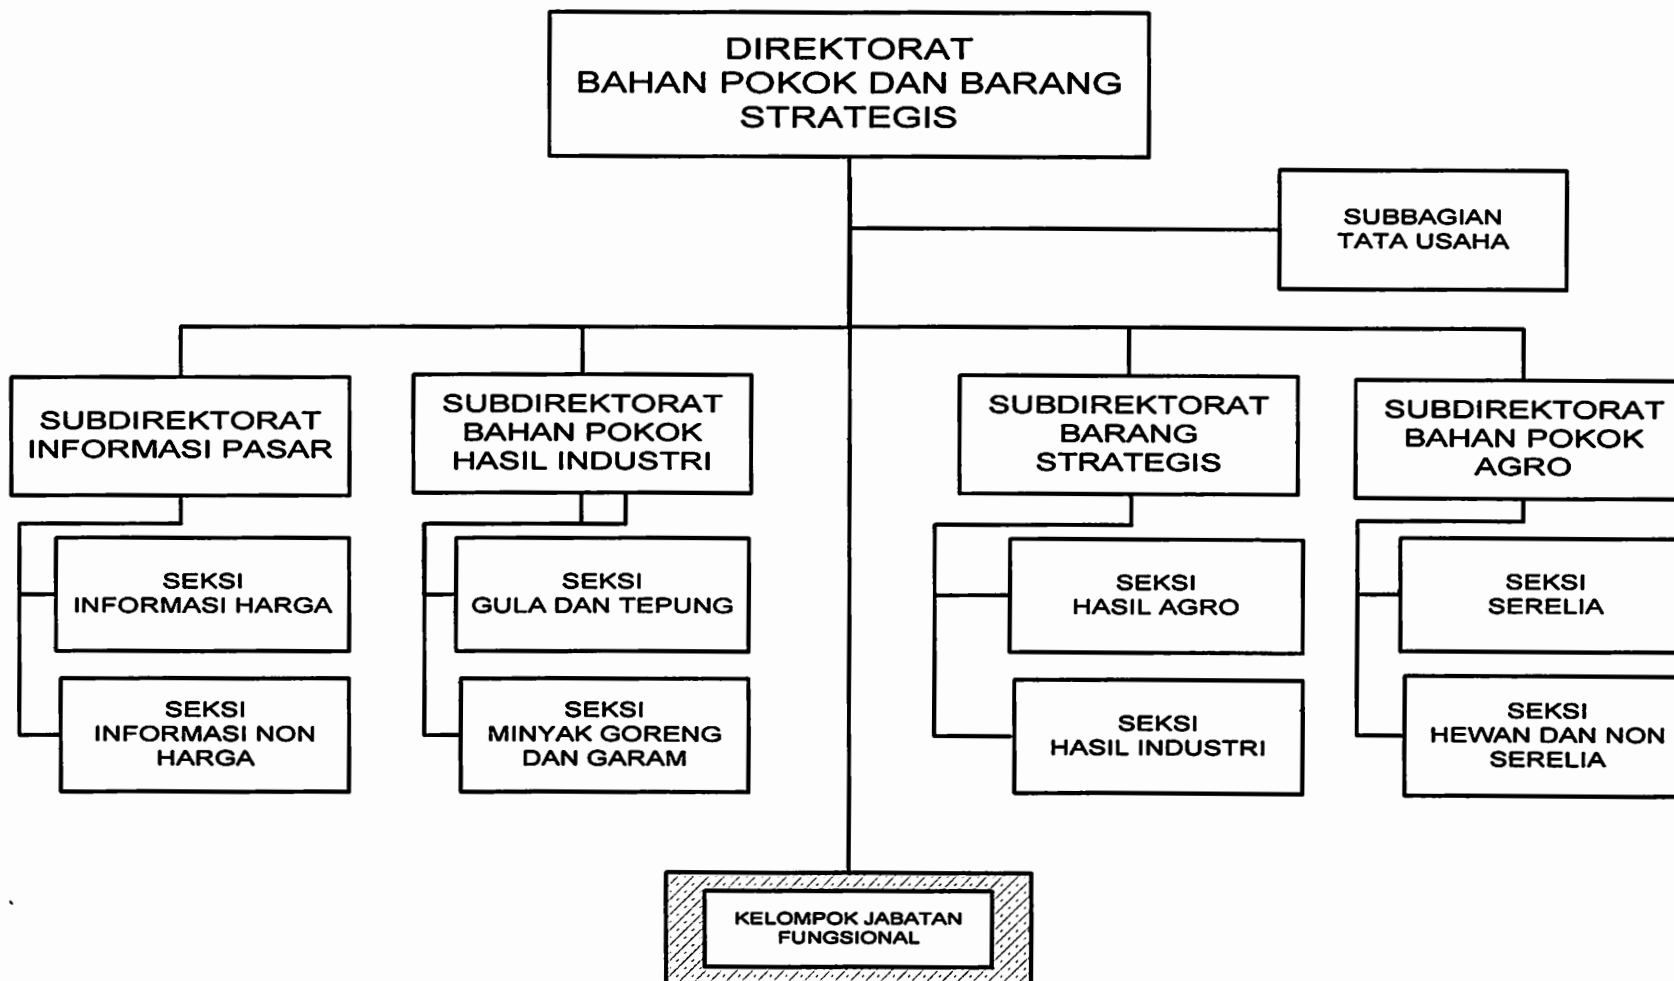 DIREKTORAT
BAHAN POKOK DAN BARANG
STRATEGIS
SUBBAGIAN
TATA USAHA
SUBDIREKTORAT
INFORMASI PASAR
SUBDIREKTORAT
BAHAN POKOK
HASIL INDUSTRI
SUBDIREKTORAT
BARANG
STRATEGIS
SUBDIREKTORAT
BAHAN POKOK
AGRO
SEKSI
INFORMASI HARGA
SEKSI
GULA DAN TEPUNG
SEKSI
HASIL AGRO
SEKSI
SERELIA
SEKSI
INFORMASI NON
HARGA
SEKSI
MINYAK GORENG
DAN GARAM
SEKSI
HASIL INDUSTRI
SEKSI
HEWAN DAN NON
SERELIA
KELOMPOK JABATAN
FUNGSIONAL